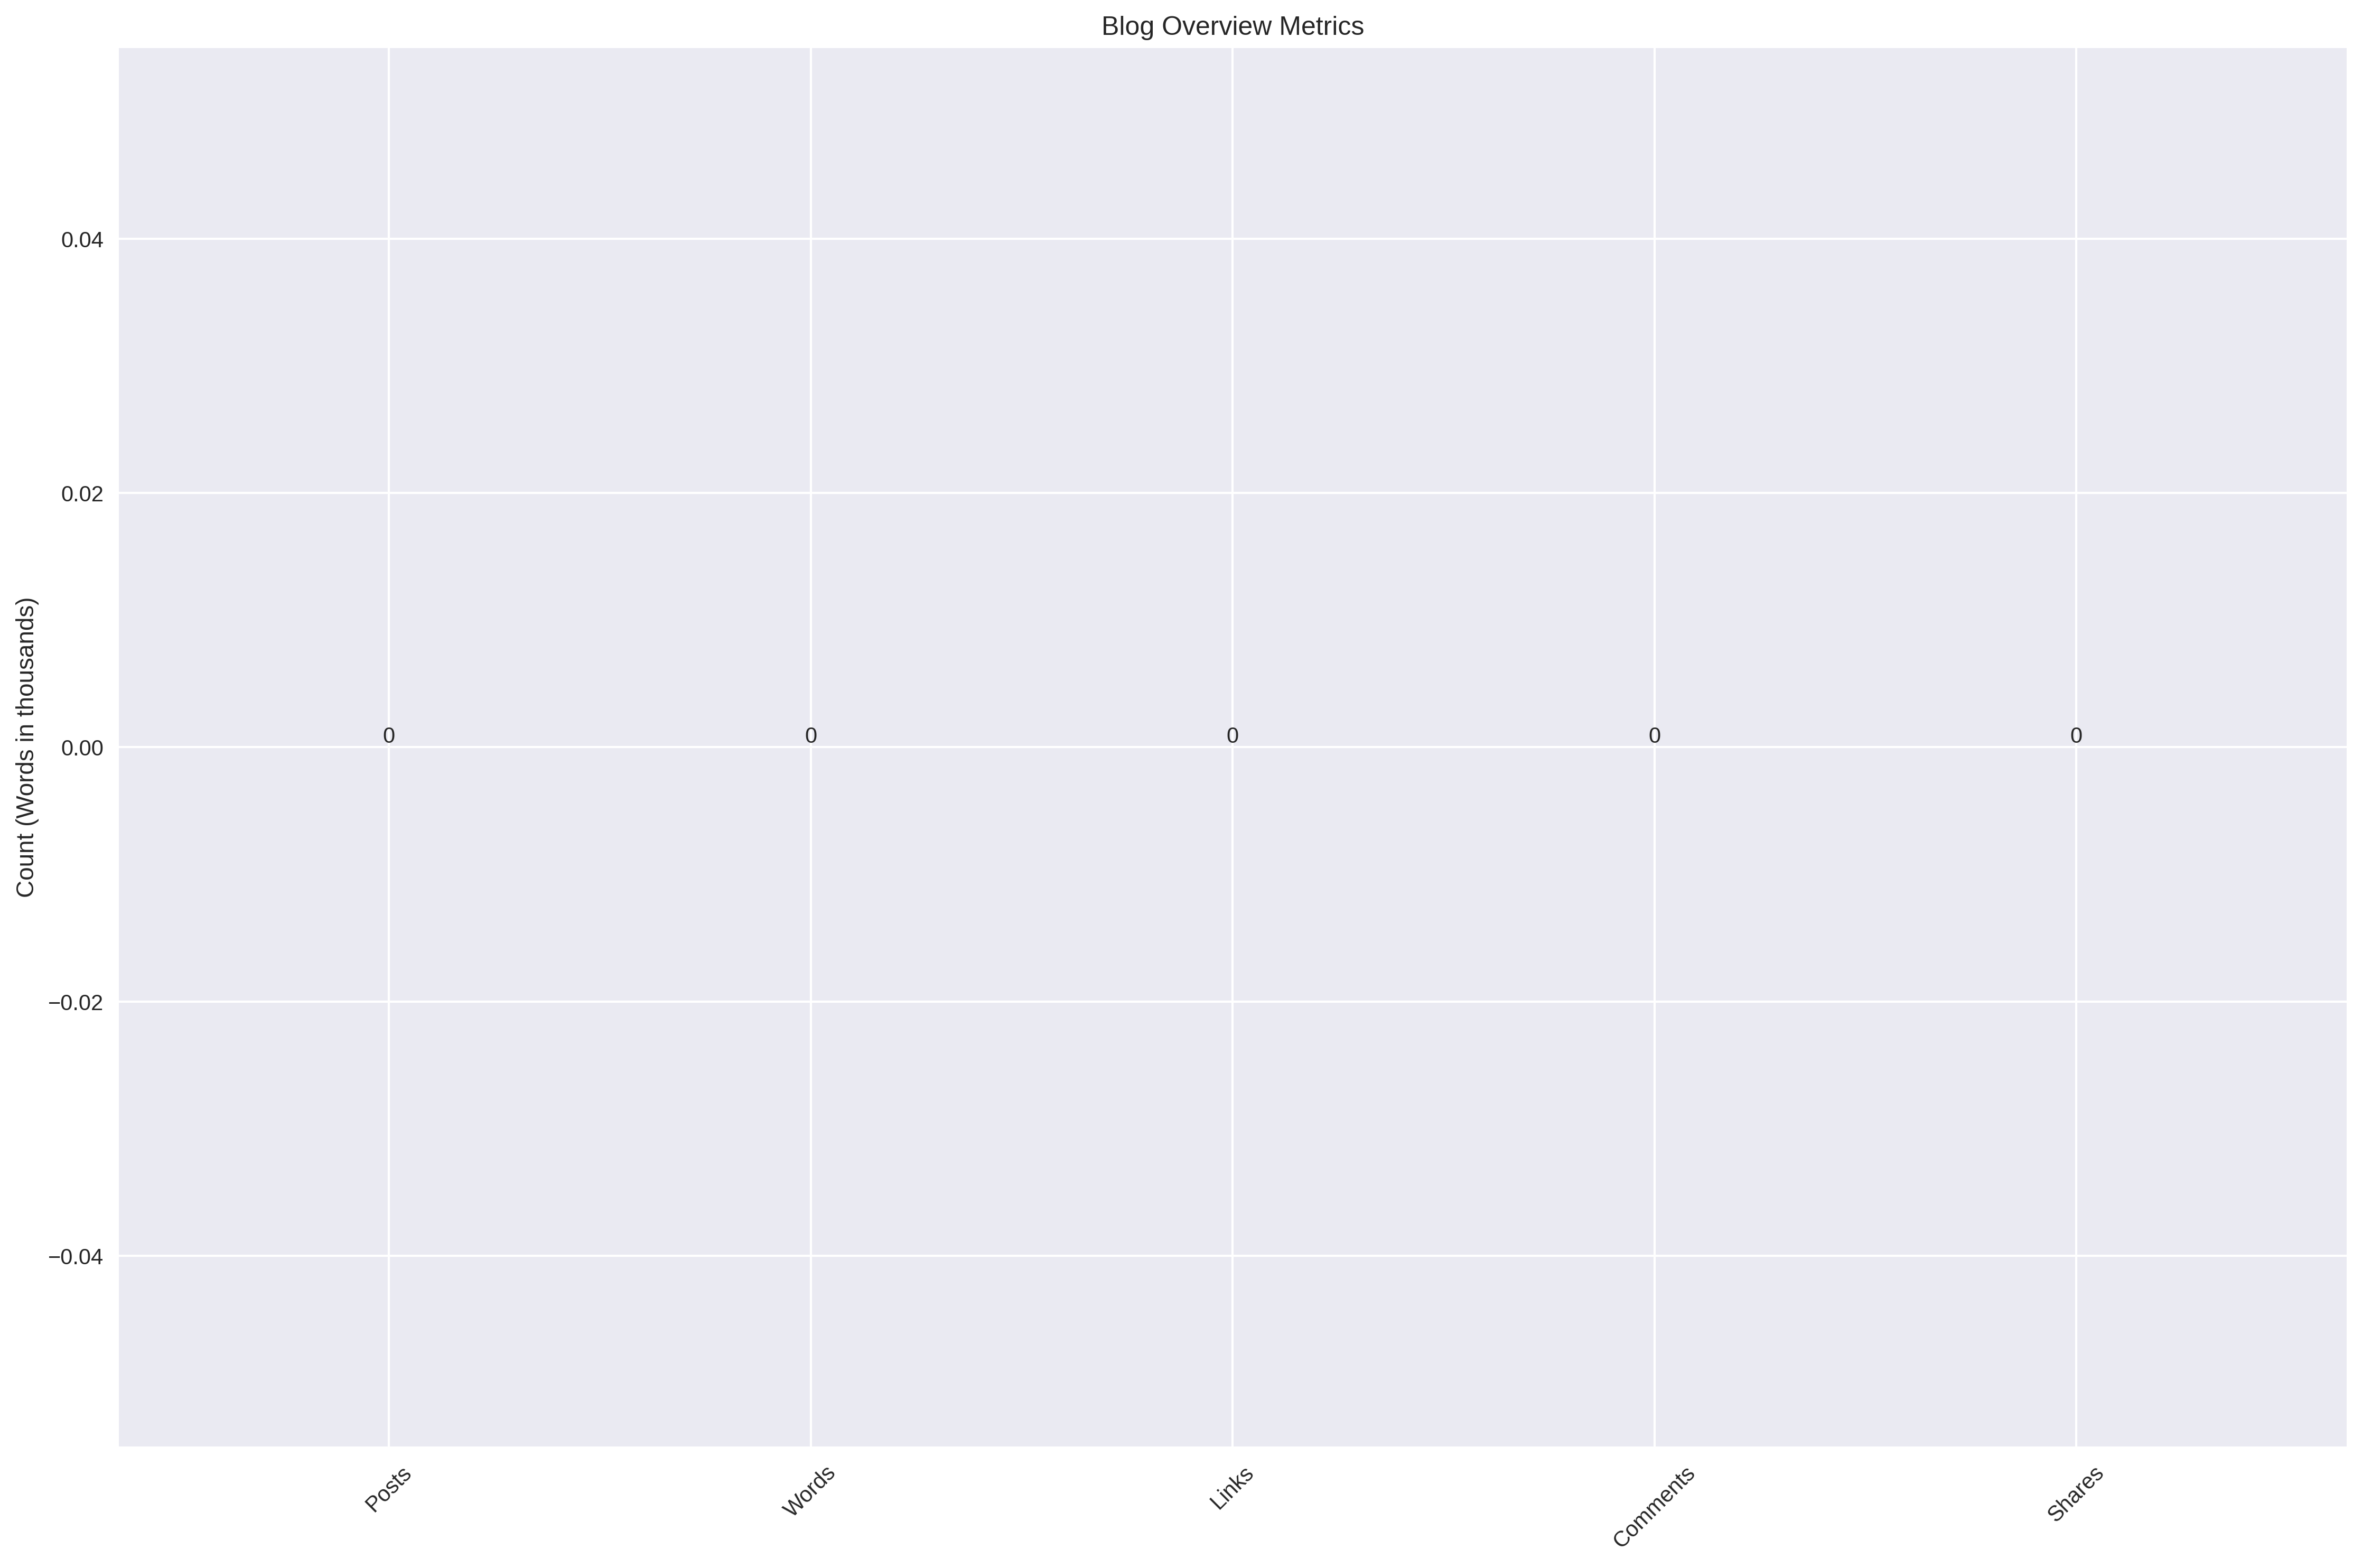 Blog Overview Metrics
Count (Words in thousands)
0.04
0.02
0.00
−0.02
−0.04
0 0 0 0 0
Posts Words Links Comments Shares